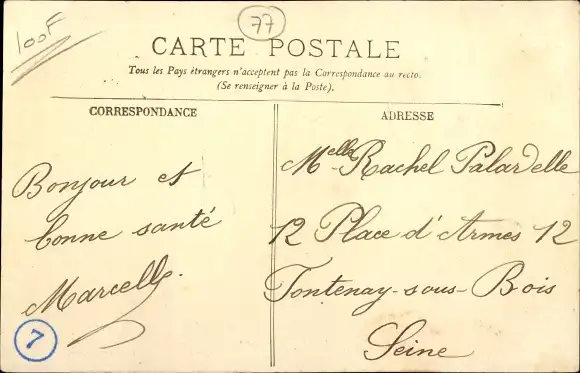 100F
77
CARTE POSTALE
Tous les Pays étrangers n'acceptent pas la Correspondance au recto.
(Se renseigner à la Poste).
CORRESPONDANCE
Bonjour et
bonne santé
Marcelle.
7
ADRESSE
Melle Rachel Palardelle
12 Place d'Armes 12
Fontenay-sous-Bois
Seine